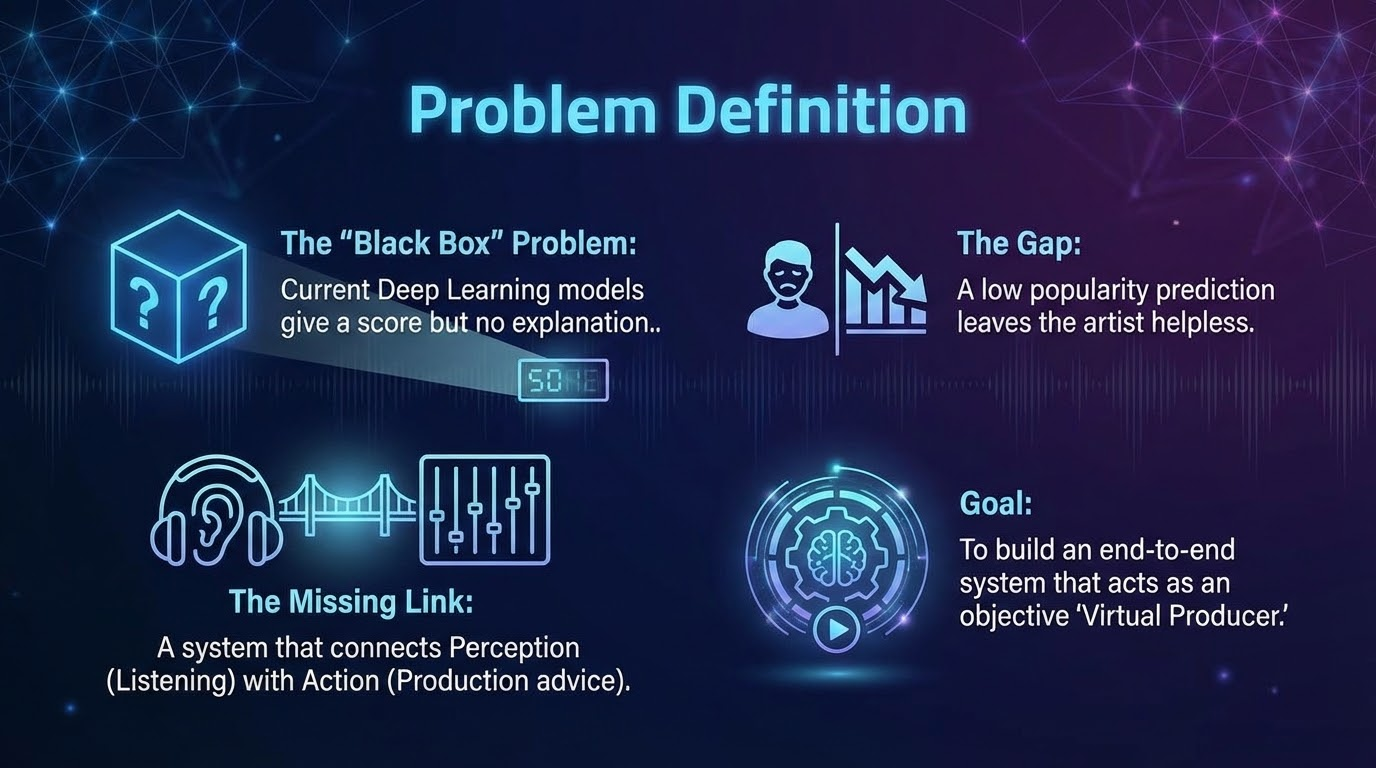 Problem Definition
The “Black Box” Problem:
Current Deep Learning models
give a score but no explanation..
? ?
The Gap:
A low popularity prediction
leaves the artist helpless.
The Missing Link:
A system that connects Perception
(Listening) with Action (Production advice).
Goal:
To build an end-to-end
system that acts as an
objective ‘Virtual Producer.’